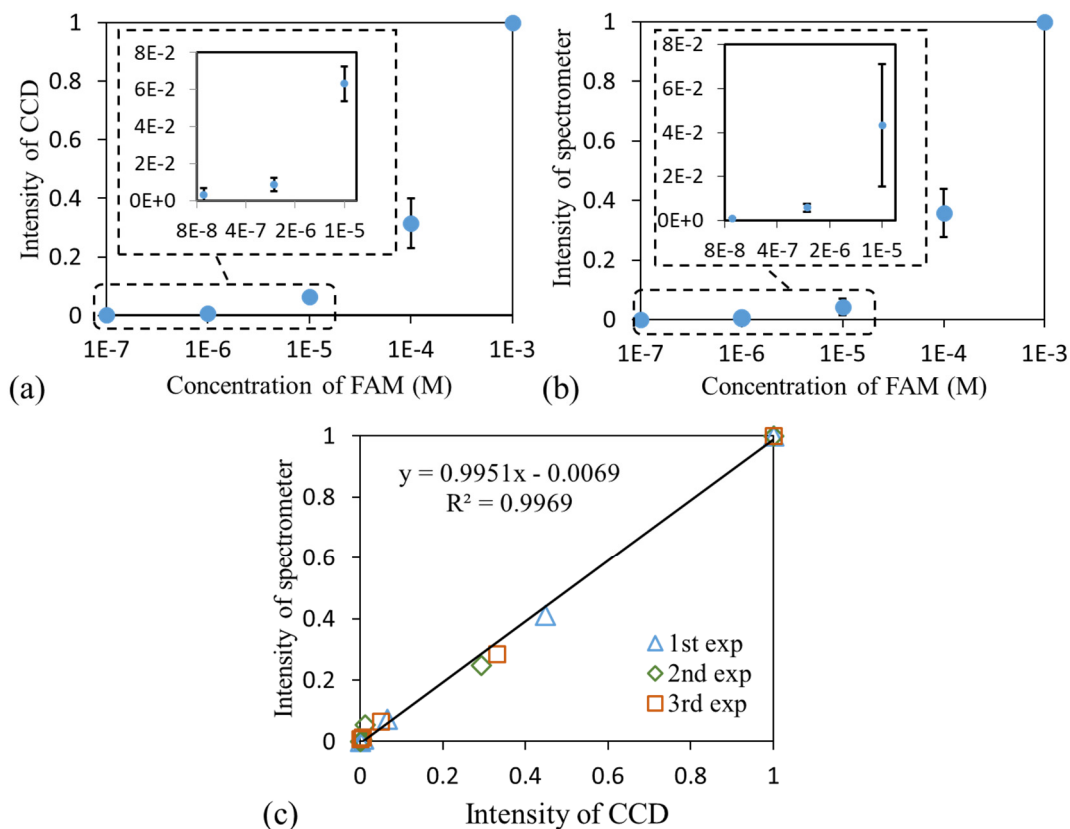 Intensity of CCD
1
0.8
0.6
0.4
0.2
0
8E-2
6E-2
4E-2
2E-2
0E+0
8E-8 4E-7 2E-6 1E-5
1E-7 1E-6 1E-5 1E-4 1E-3
(a) Concentration of FAM (M)
Intensity of spectrometer
1
0.8
0.6
0.4
0.2
0
8E-2
6E-2
4E-2
2E-2
0E+0
8E-8 4E-7 2E-6 1E-5
1E-7 1E-6 1E-5 1E-4 1E-3
(b) Concentration of FAM (M)
Intensity of spectrometer
1
0.8
0.6
0.4
0.2
0
y = 0.9951x - 0.0069
R² = 0.9969
1st exp
2nd exp
3rd exp
0 0.2 0.4 0.6 0.8 1
(c) Intensity of CCD